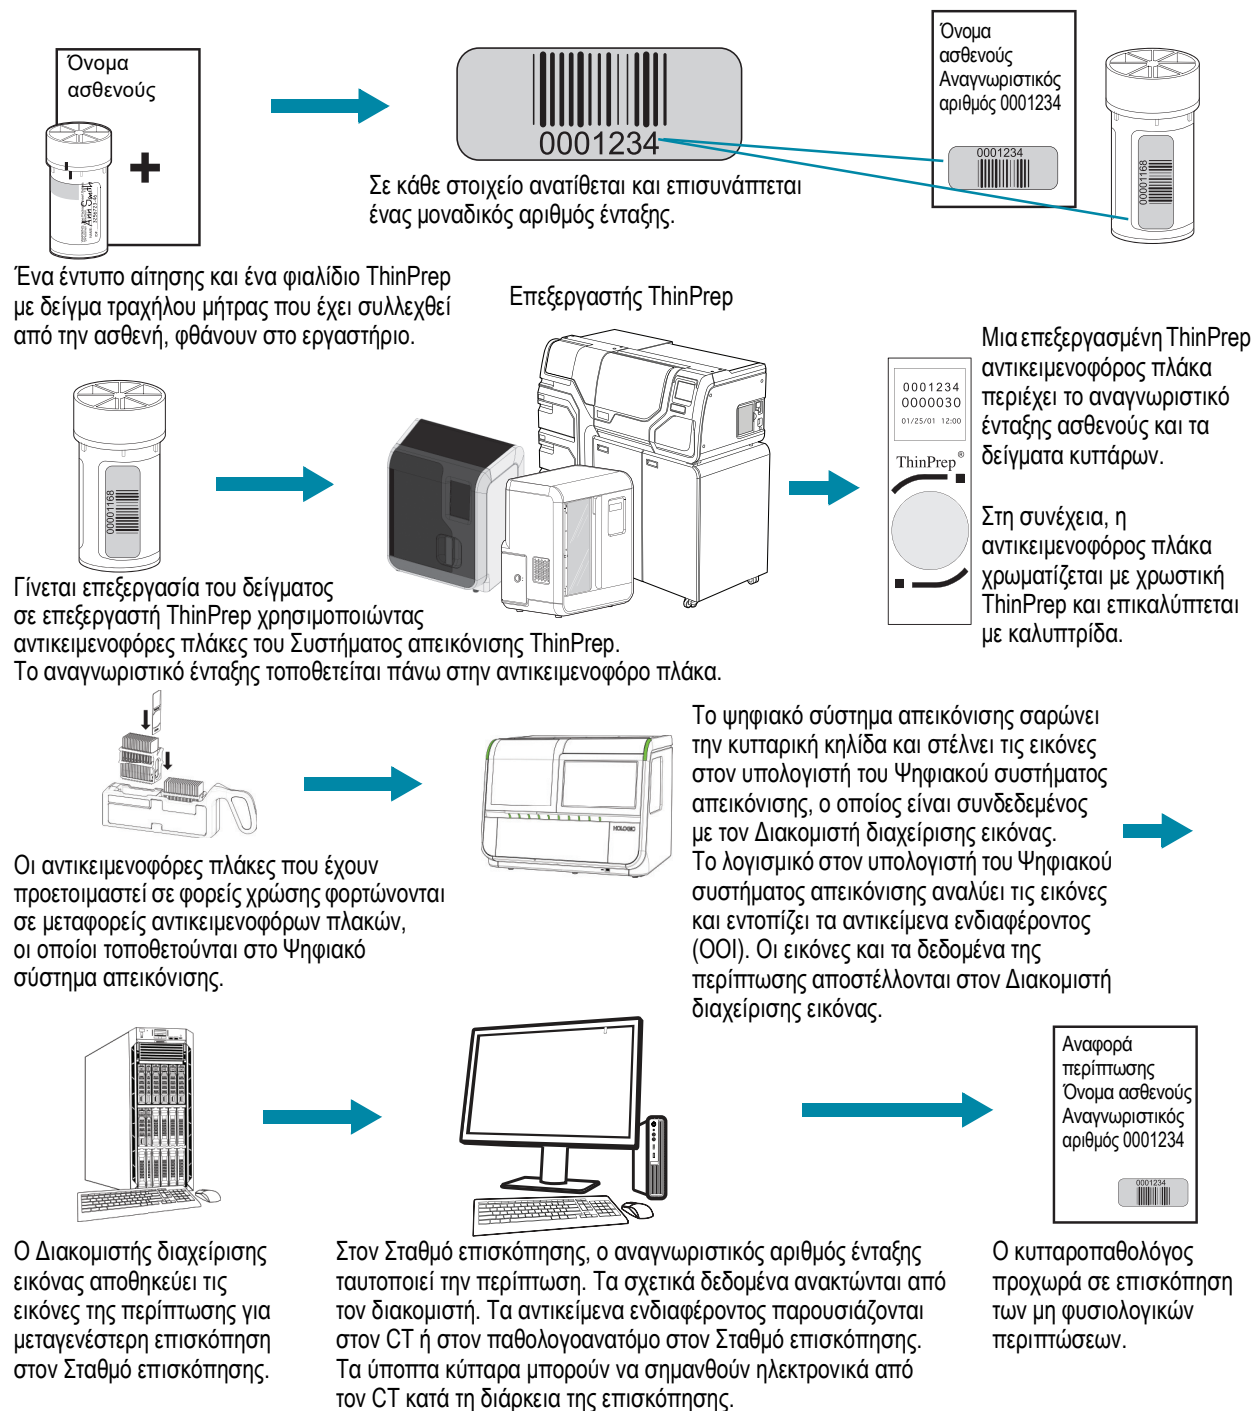 Όνομα
ασθενούς
0001234
Όνομα
ασθενούς
Αναγνωριστικός
αριθμός 0001234
0001234
00001168
Σε κάθε στοιχείο ανατίθεται και επισυνάπτεται
ένας μοναδικός αριθμός ένταξης.
Ένα έντυπο αίτησης και ένα φιαλίδιο ThinPrep
με δείγμα τραχήλου μήτρας που έχει συλλεχθεί
από την ασθενή, φθάνουν στο εργαστήριο.
Επεξεργαστής ThinPrep
00001168
0001234
0000030
01/25/01 12:00
ThinPrep®
Μια επεξεργασμένη ThinPrep
αντικειμενοφόρος πλάκα
περιέχει το αναγνωριστικό
ένταξης ασθενούς και τα
δείγματα κυττάρων.
Στη συνέχεια, η
αντικειμενοφόρος πλάκα
χρωματίζεται με χρωστική
ThinPrep και επικαλύπτεται
με καλυπτρίδα.
Γίνεται επεξεργασία του δείγματος
σε επεξεργαστή ThinPrep χρησιμοποιώντας
αντικειμενοφόρες πλάκες του Συστήματος απεικόνισης ThinPrep.
Το αναγνωριστικό ένταξης τοποθετείται πάνω στην αντικειμενοφόρο πλάκα.
HOLOGIC
Οι αντικειμενοφόρες πλάκες που έχουν
προετοιμαστεί σε φορείς χρώσης φορτώνονται
σε μεταφορείς αντικειμενοφόρων πλακών,
οι οποίοι τοποθετούνται στο Ψηφιακό
σύστημα απεικόνισης.
Το ψηφιακό σύστημα απεικόνισης σαρώνει
την κυτταρική κηλίδα και στέλνει τις εικόνες
στον υπολογιστή του Ψηφιακού συστήματος
απεικόνισης, ο οποίος είναι συνδεδεμένος
με τον Διακομιστή διαχείρισης εικόνας.
Το λογισμικό στον υπολογιστή του Ψηφιακού
συστήματος απεικόνισης αναλύει τις εικόνες
και εντοπίζει τα αντικείμενα ενδιαφέροντος
(OOI). Οι εικόνες και τα δεδομένα της
περίπτωσης αποστέλλονται στον Διακομιστή
διαχείρισης εικόνας.
Αναφορά
περίπτωσης
Όνομα ασθενούς
Αναγνωριστικός
αριθμός 0001234
0001234
Ο Διακομιστής διαχείρισης
εικόνας αποθηκεύει τις
εικόνες της περίπτωσης για
μεταγενέστερη επισκόπηση
στον Σταθμό επισκόπησης.
Στον Σταθμό επισκόπησης, ο αναγνωριστικός αριθμός ένταξης
ταυτοποιεί την περίπτωση. Τα σχετικά δεδομένα ανακτώνται από
τον διακομιστή. Τα αντικείμενα ενδιαφέροντος παρουσιάζονται
στον CT ή στον παθολογοανατόμο στον Σταθμό επισκόπησης.
Τα ύποπτα κύτταρα μπορούν να σημανθούν ηλεκτρονικά από
τον CT κατά τη διάρκεια της επισκόπησης.
Ο κυτταροπαθολόγος
προχωρά σε επισκόπηση
των μη φυσιολογικών
περιπτώσεων.